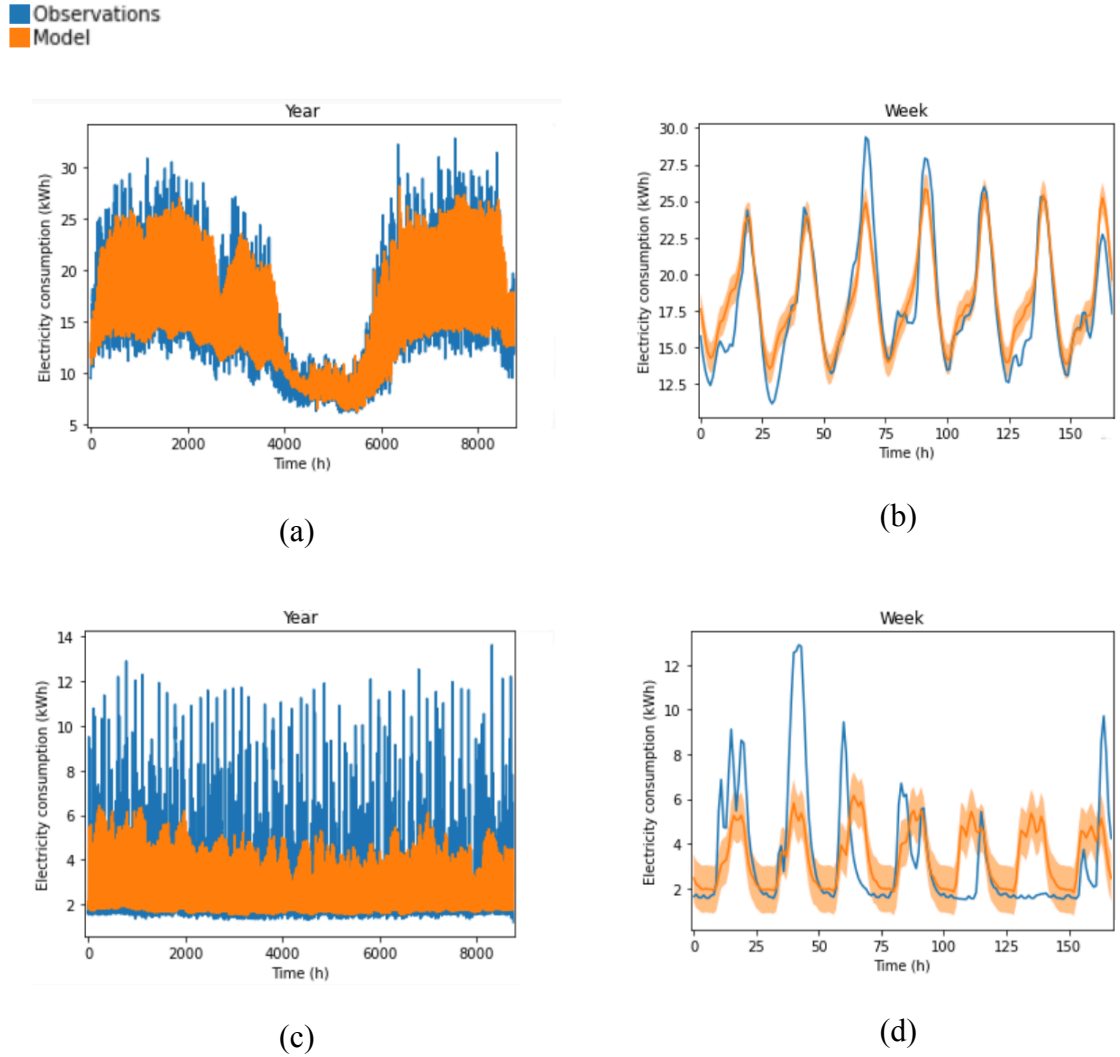 Observations
Model
Year
Electricity consumption (kWh)
30
25
20
15
10
5
0
2000
4000
6000
8000
Time (h)
(a)
Week
Electricity consumption (kWh)
30.0
27.5
25.0
22.5
20.0
17.5
15.0
12.5
0
25
50
75
100
125
150
Time (h)
(b)
Year
Electricity consumption (kWh)
14
12
10
8
6
4
2
0
2000
4000
6000
8000
Time (h)
(c)
Week
Electricity consumption (kWh)
12
10
8
6
4
2
0
25
50
75
100
125
150
Time (h)
(d)